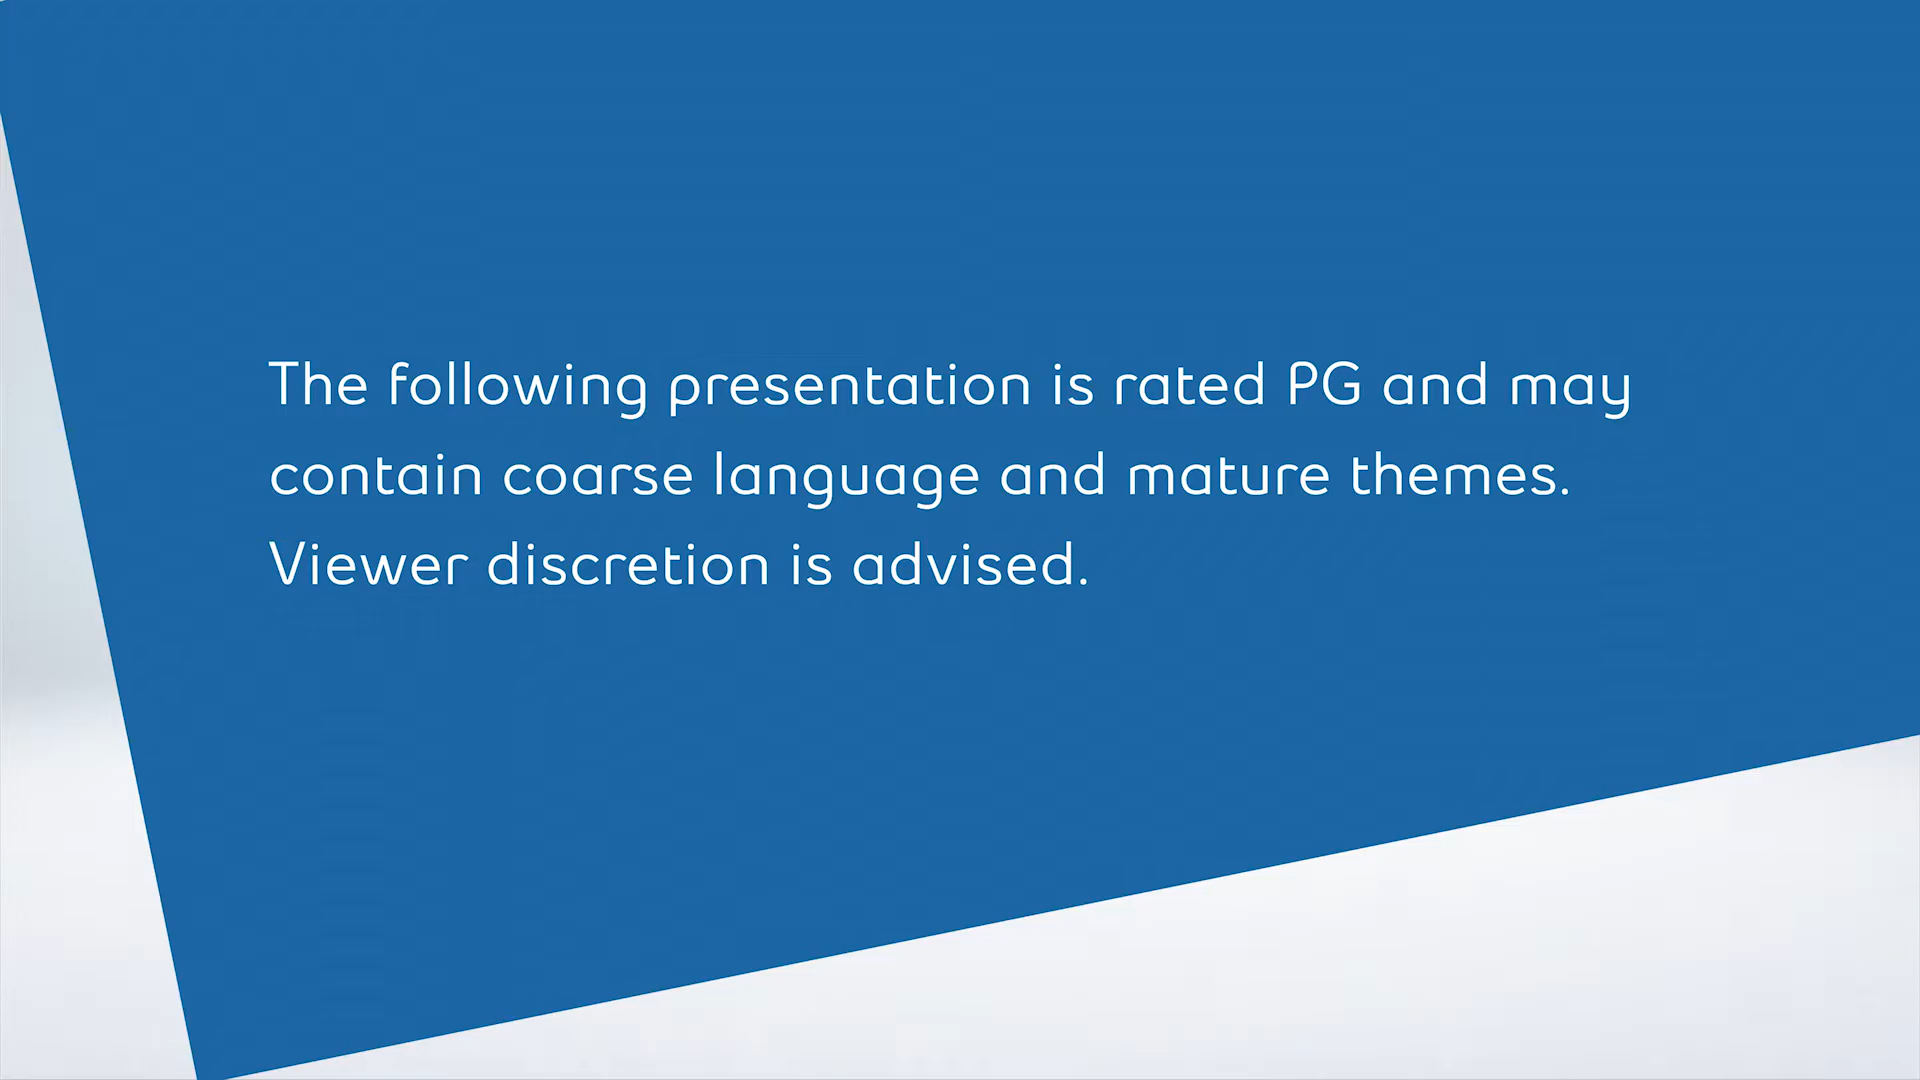 The following presentation is rated PG and may
contain coarse language and mature themes.
Viewer discretion is advised.